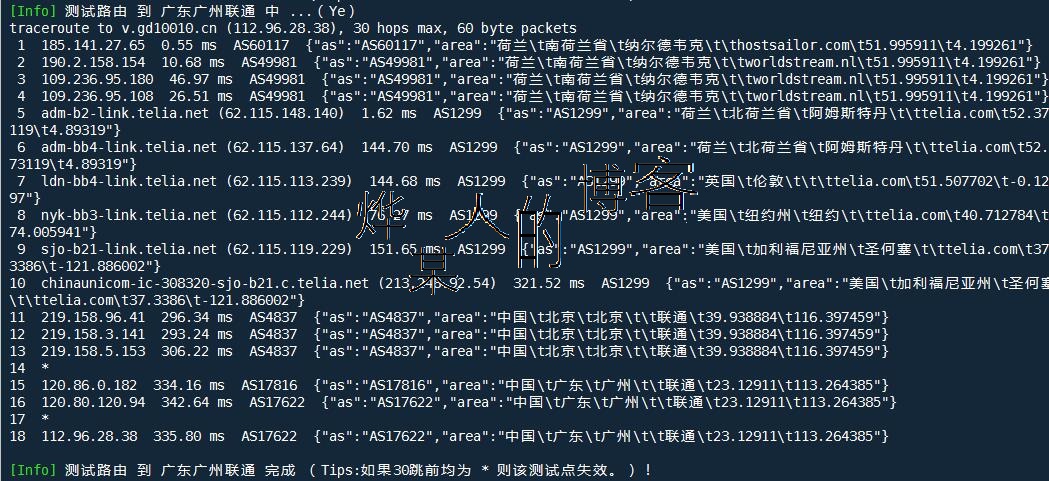 [Info] 测试路由 到 广东广州联通 中 ...(Ye)
traceroute to v.gd10010.cn (112.96.28.38), 30 hops max, 60 byte packets
1 185.141.27.65 0.55 ms AS60117 {"as":"AS60117","area":"荷兰\t南荷兰省\t纳尔德韦克\t\thostsailor.com\t51.995911\t4.199261"}
2 190.2.158.154 10.68 ms AS49981 {"as":"AS49981","area":"荷兰\t南荷兰省\t纳尔德韦克\t\tworldstream.nl\t51.995911\t4.199261"}
3 109.236.95.180 46.97 ms AS49981 {"as":"AS49981","area":"荷兰\t南荷兰省\t纳尔德韦克\t\tworldstream.nl\t51.995911\t4.199261"}
4 109.236.95.108 26.51 ms AS49981 {"as":"AS49981","area":"荷兰\t南荷兰省\t纳尔德韦克\t\tworldstream.nl\t51.995911\t4.199261"}
5 adm-b2-link.telia.net (62.115.148.140) 1.62 ms AS1299 {"as":"AS1299","area":"荷兰\t北荷兰省\t阿姆斯特丹\t\ttelia.com\t52.37
119\t4.89319"}
6 adm-bb4-link.telia.net (62.115.137.64) 144.70 ms AS1299 {"as":"AS1299","area":"荷兰\t北荷兰省\t阿姆斯特丹\t\ttelia.com\t52.
73119\t4.89319"}
7 ldn-bb4-link.telia.net (62.115.113.239) 144.68 ms AS1299 {"as":"AS1299","area":"英国\t伦敦\t\t\ttelia.com\t51.507702\t-0.12
97"}
8 nyk-bb3-link.telia.net (62.115.112.244) ms AS1299 {"as":"AS1299","area":"美国\t纽约州\t纽约\t\ttelia.com\t40.712784\t
74.005941"}
9 sjo-b21-link.telia.net (62.115.119.229) 151.65 ms AS1299 {"as":"AS1299","area":"美国\t加利福尼亚州\t圣何塞\t\ttelia.com\t37
3386\t-121.886002"}
10 chinaunicom-ic-308320-sjo-b21.c.telia.net 321.52 ms AS1299 {"as":"AS1299","area":"美国\t加利福尼亚州\t圣何塞
\t\ttelia.com\t37.3386\t-121.886002"}
11 219.158.96.41 296.34 ms AS4837 {"as":"AS4837","area":"中国\t北京\t北京\t\t联通\t39.938884\t116.397459"}
12 219.158.3.141 293.24 ms AS4837 {"as":"AS4837","area":"中国\t北京\t北京\t\t联通\t39.938884\t116.397459"}
13 219.158.5.153 306.22 ms AS4837 {"as":"AS4837","area":"中国\t北京\t北京\t\t联通\t39.938884\t116.397459"}
14 *
15 120.86.0.182 334.16 ms AS17816 {"as":"AS17816","area":"中国\t广东\t广州\t\t联通\t23.12911\t113.264385"}
16 120.80.120.94 342.64 ms AS17622 {"as":"AS17622","area":"中国\t广东\t广州\t\t联通\t23.12911\t113.264385"}
17 *
18 112.96.28.38 335.80 ms AS17622 {"as":"AS17622","area":"中国\t广东\t广州\t\t联通\t23.12911\t113.264385"}
[Info] 测试路由 到 广东广州联通 完成 （Tips:如果30跳前均为 * 则该测试点失效。）!
烨某人的博客